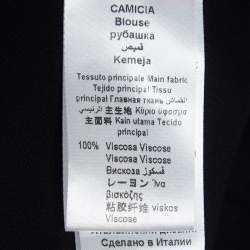 CAMICIA
Blouse
рубашка
قميص
Kemeja
Tessuto principale Main fabric
Tejido principal Tissu
principal Главная ткань القماش
الرئيسي 主生地 Κύριο ύφασμα
主面料 Kain utama Tecido
principal
100% Viscosa Viscose
Viscosa Viscose
Вискоза فسكوز
レーヨン Ίνα
βισκόζης
粘胶纤维 viskos
Viscose
Сделано в Италии